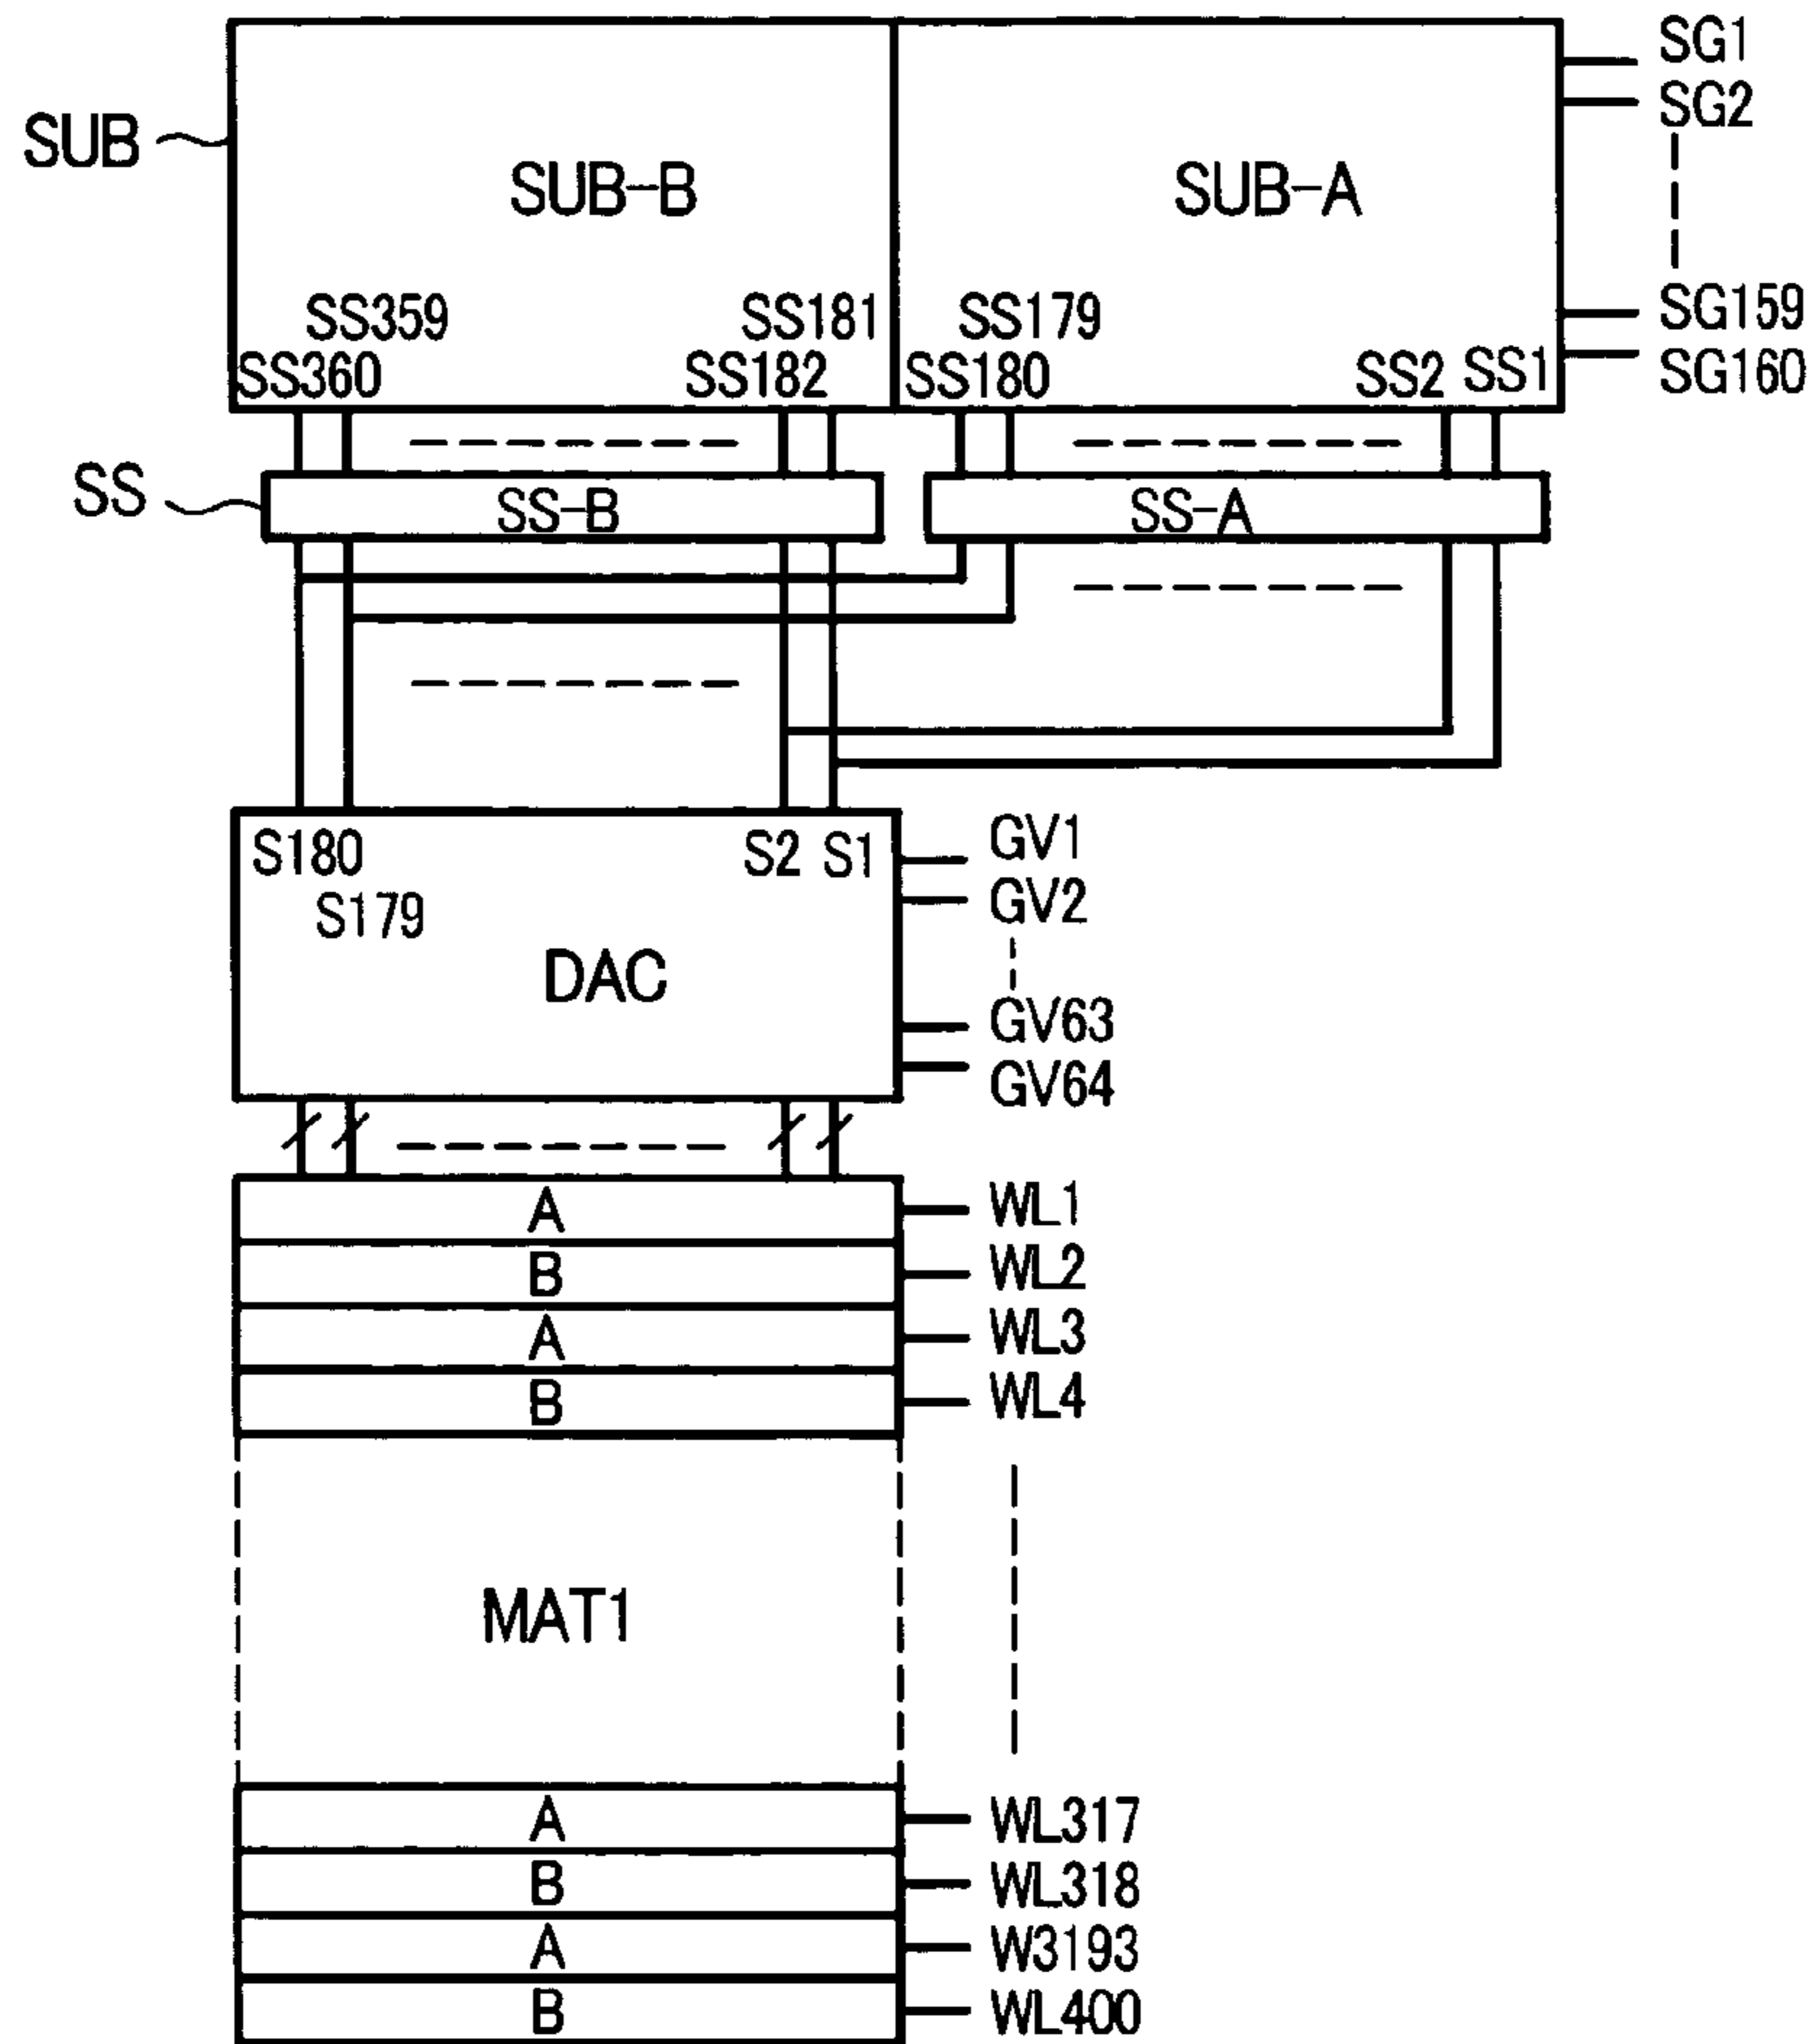 SG1
SG2
SUB
SUB-B
SUB-A
SS359
SS181
SS179
SG159
SS360
SS182
SS180
SS2
SS1
SG160
SS
SS-B
SS-A
S180
S2
S1
GV1
S179
GV2
DAC
GV63
GV64
A
WL1
B
WL2
A
WL3
B
WL4
MAT1
A
WL317
B
WL318
A
W3193
B
WL400